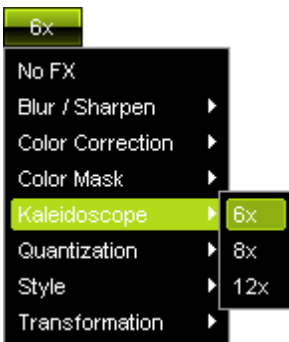 6x
No FX
Blur / Sharpen
Color Correction
Color Mask
Kaleidoscope
6x
Quantization
8x
Style
12x
Transformation